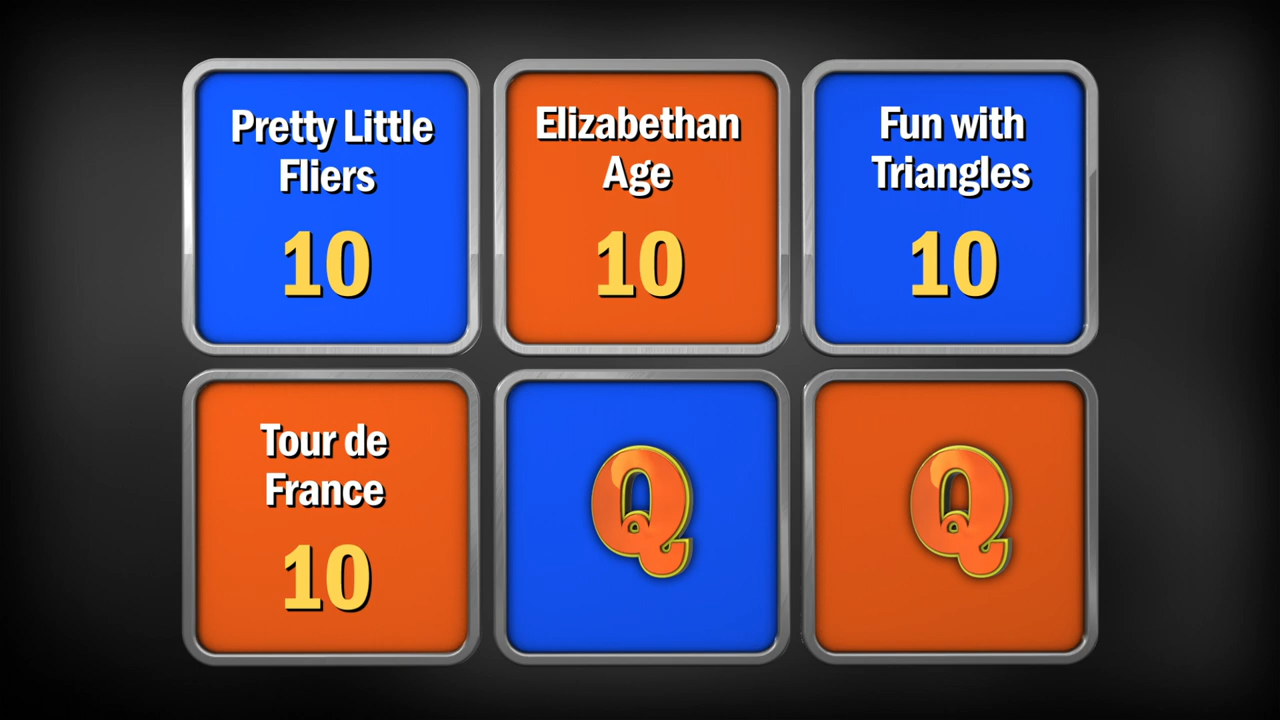 Pretty Little
Fliers
10
Elizabethan
Age
10
Fun with
Triangles
10
Tour de
France
10
Q
Q